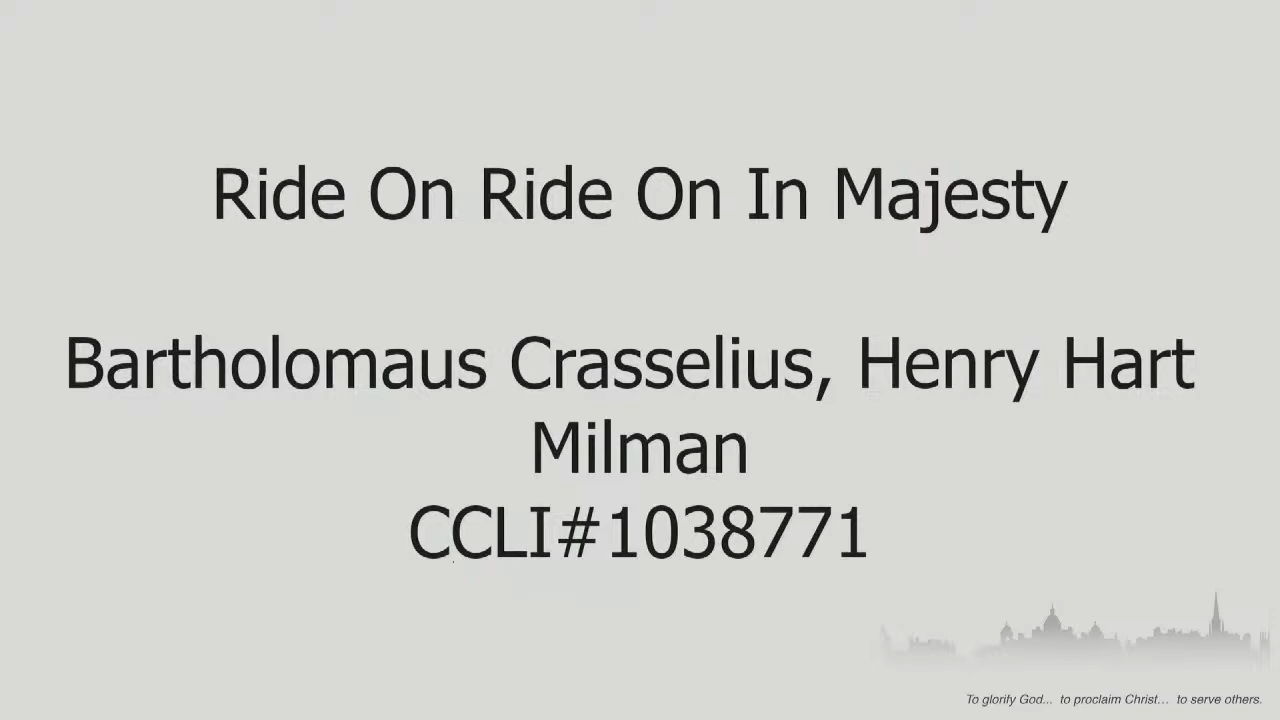 Ride On Ride On In Majesty
Bartholomaus Crasselius, Henry Hart
Milman
CCLI#1038771
To glorify God... to proclaim Christ... to serve others.